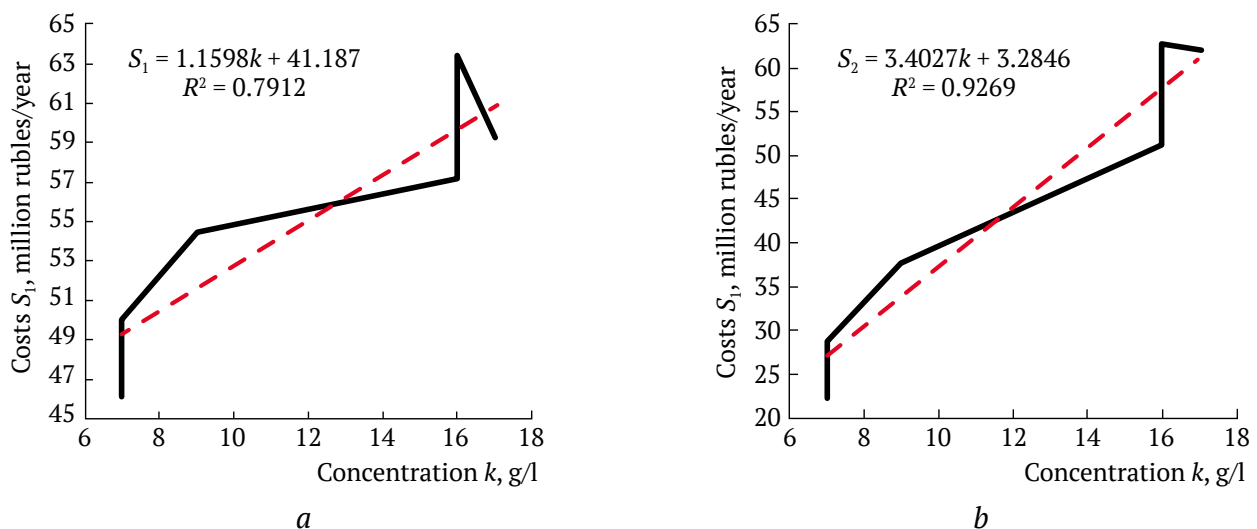 S₁ = 1.1598k + 41.187
R² = 0.7912
Costs S₁, million rubles/year
65
63
61
59
57
55
53
51
49
47
45
6 8 10 12 14 16 18
Concentration k, g/l
a
S₂ = 3.4027k + 3.2846
R² = 0.9269
Costs S₁, million rubles/year
65
60
55
50
45
40
35
30
25
20
6 8 10 12 14 16 18
Concentration k, g/l
b